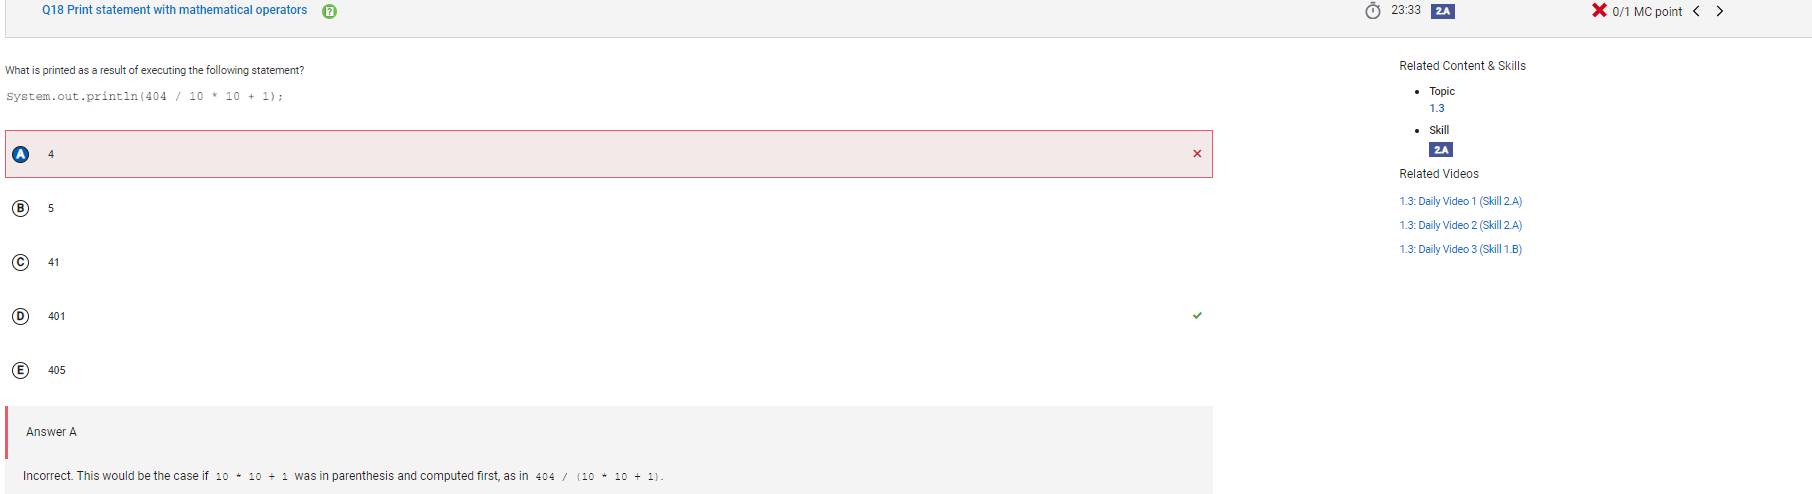 Q18 Print statement with mathematical operators
23:33 2.A
0/1 MC point
What is printed as a result of executing the following statement?
System.out.println(404 / 10 * 10 + 1);
A 4
B 5
C 41
D 401
E 405
Answer A
Incorrect. This would be the case if 10 * 10 + 1 was in parenthesis and computed first, as in 404 / (10 * 10 + 1).
Related Content & Skills
Topic
1.3
Skill
2.A
Related Videos
1.3: Daily Video 1 (Skill 2.A)
1.3: Daily Video 2 (Skill 2.A)
1.3: Daily Video 3 (Skill 1.B)